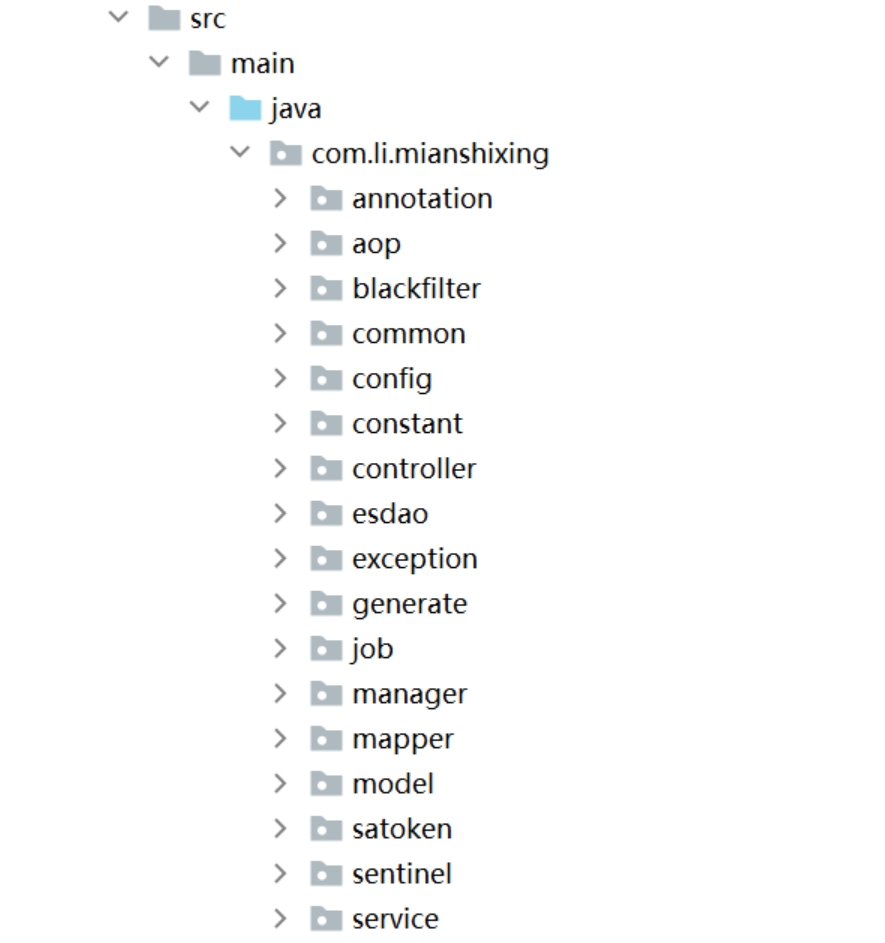 src
main
java
com.li.mianshixing
annotation
aop
blackfilter
common
config
constant
controller
esdao
exception
generate
job
manager
mapper
model
satoken
sentinel
service